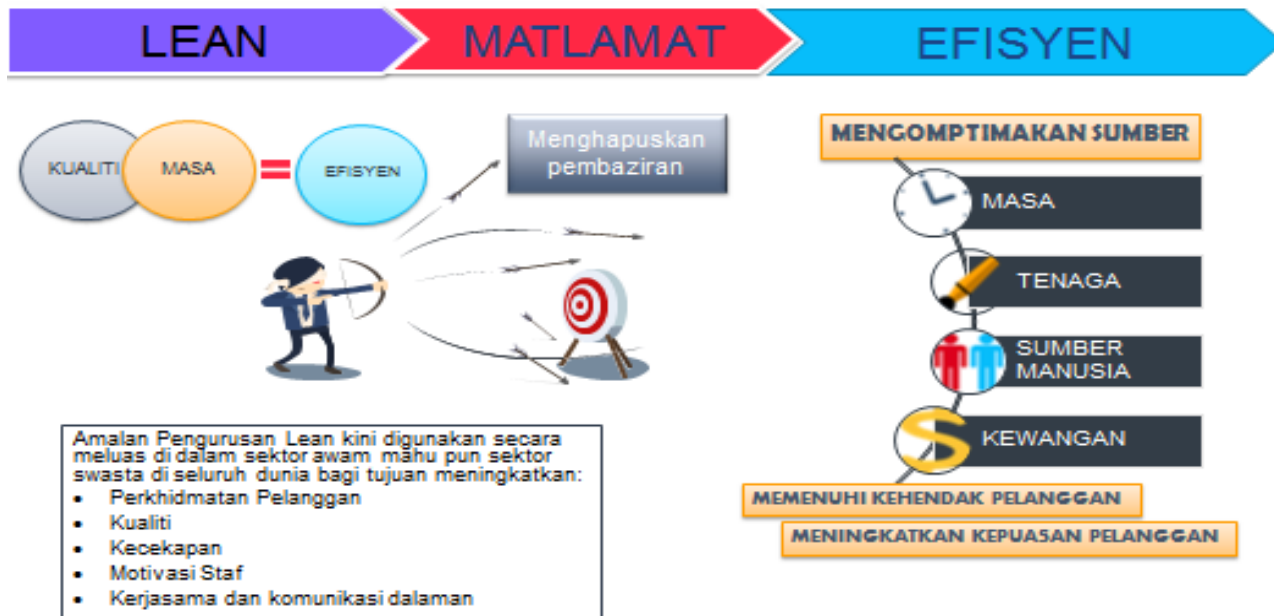 LEAN
MATLAMAT
EFISYEN
KUALITI
MASA
=
EFISYEN
Menghapuskan
pembaziran
Amalan Pengurusan Lean kini digunakan secara
meluas di dalam sektor awam mahu pun sektor
swasta di seluruh dunia bagi tujuan meningkatkan:
• Perkhidmatan Pelanggan
• Kualiti
• Kecekapan
• Motivasi Staf
• Kerjasama dan komunikasi dalaman
MENGOMPTIMAKAN SUMBER
MASA
TENAGA
SUMBER
MANUSIA
KEWANGAN
MEMENUHI KEHENDAK PELANGGAN
MENINGKATKAN KEPUASAN PELANGGAN